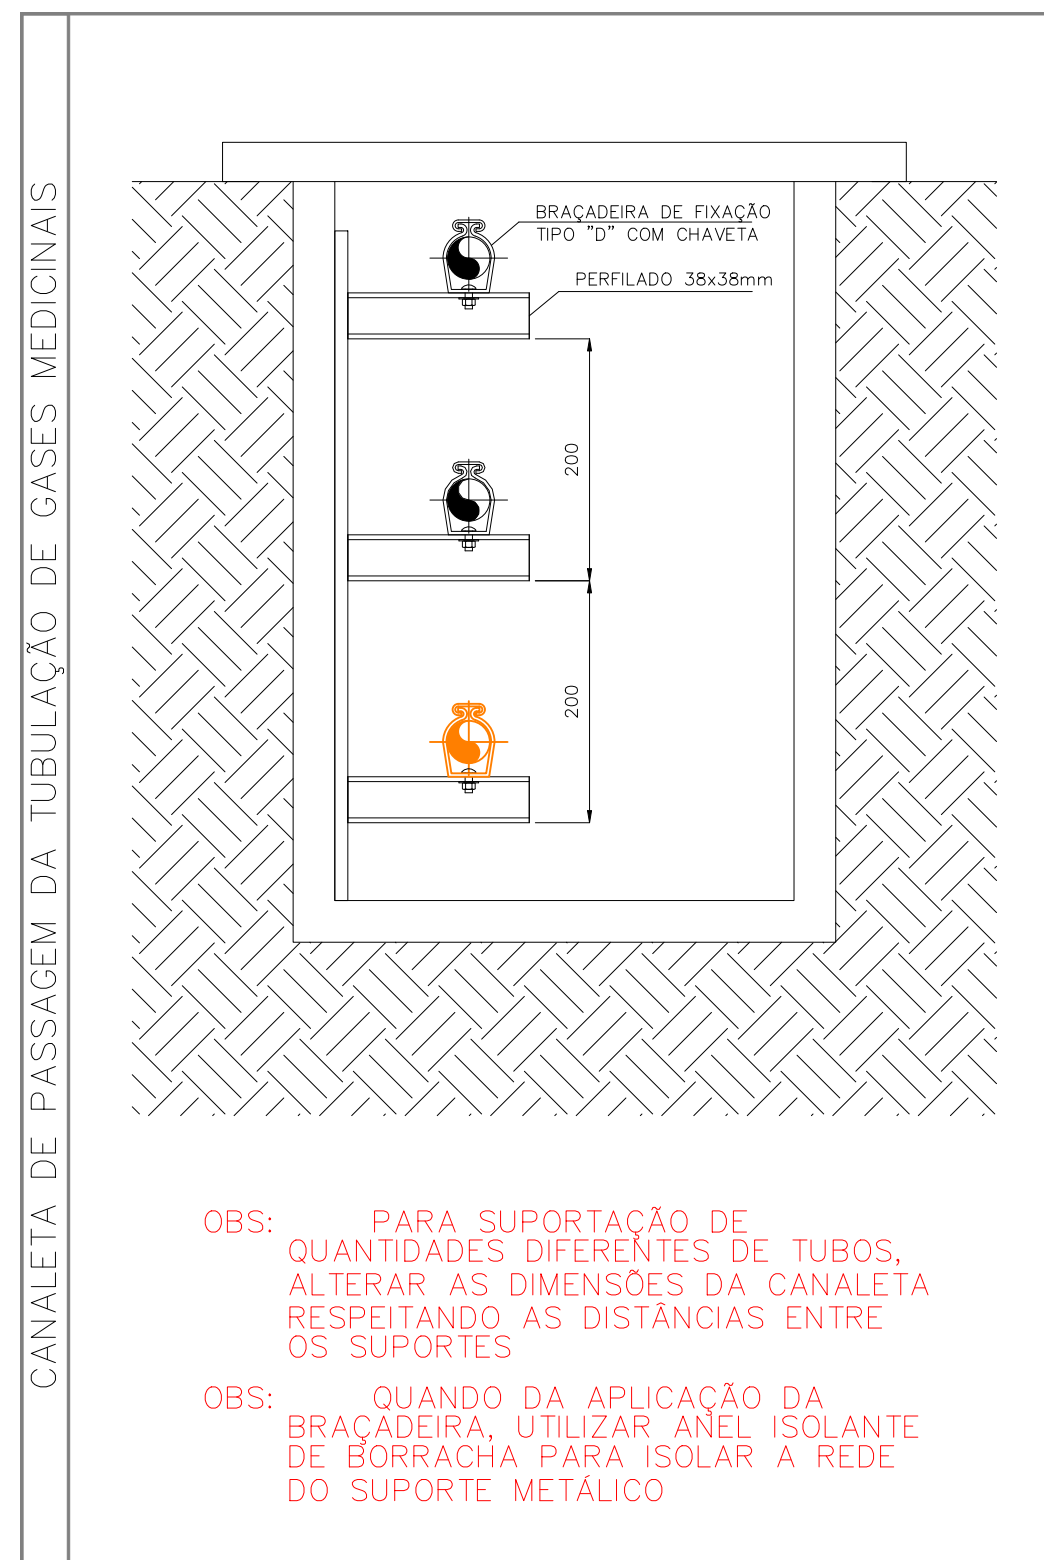 CANALETA DE PASSAGEM DA TUBULAÇÃO DE GASES MEDICINAIS
BRAÇADEIRA DE FIXAÇÃO
TIPO "D" COM CHAVETA
PERFILADO 38x38mm
200
200
OBS: PARA SUPORTAÇÃO DE
QUANTIDADES DIFERENTES DE TUBOS,
ALTERAR AS DIMENSÕES DA CANALETA
RESPEITANDO AS DISTÂNCIAS ENTRE
OS SUPORTES
OBS: QUANDO DA APLICAÇÃO DA
BRAÇADEIRA, UTILIZAR ANEL ISOLANTE
DE BORRACHA PARA ISOLAR A REDE
DO SUPORTE METÁLICO